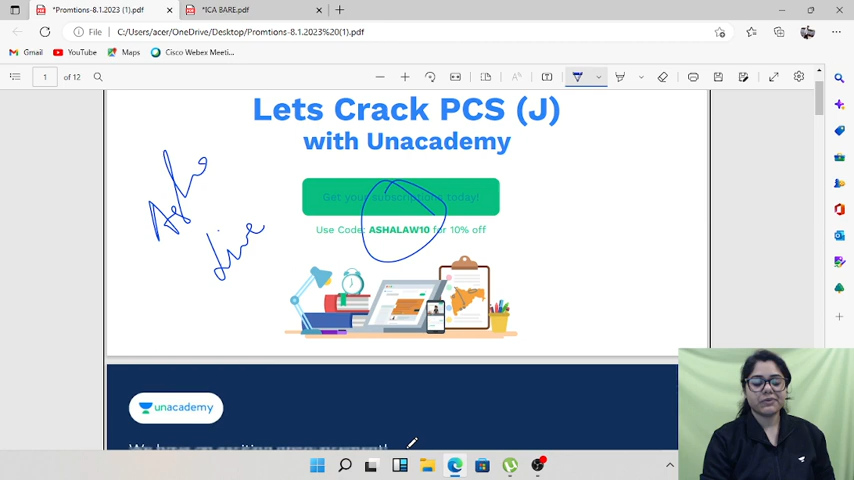 *Promtions-8.1.2023 (1).pdf
*ICA BARE.pdf
File
C:/Users/acer/OneDrive/Desktop/Promtions-8.1.2023%20(1).pdf
Gmail
YouTube
Maps
Cisco Webex Meeti...
1
of 12
Lets Crack PCS (J)
with Unacademy
Get your subscriptions today!
Use Code: ASHALAW10 for 10% off
Live
unacademy